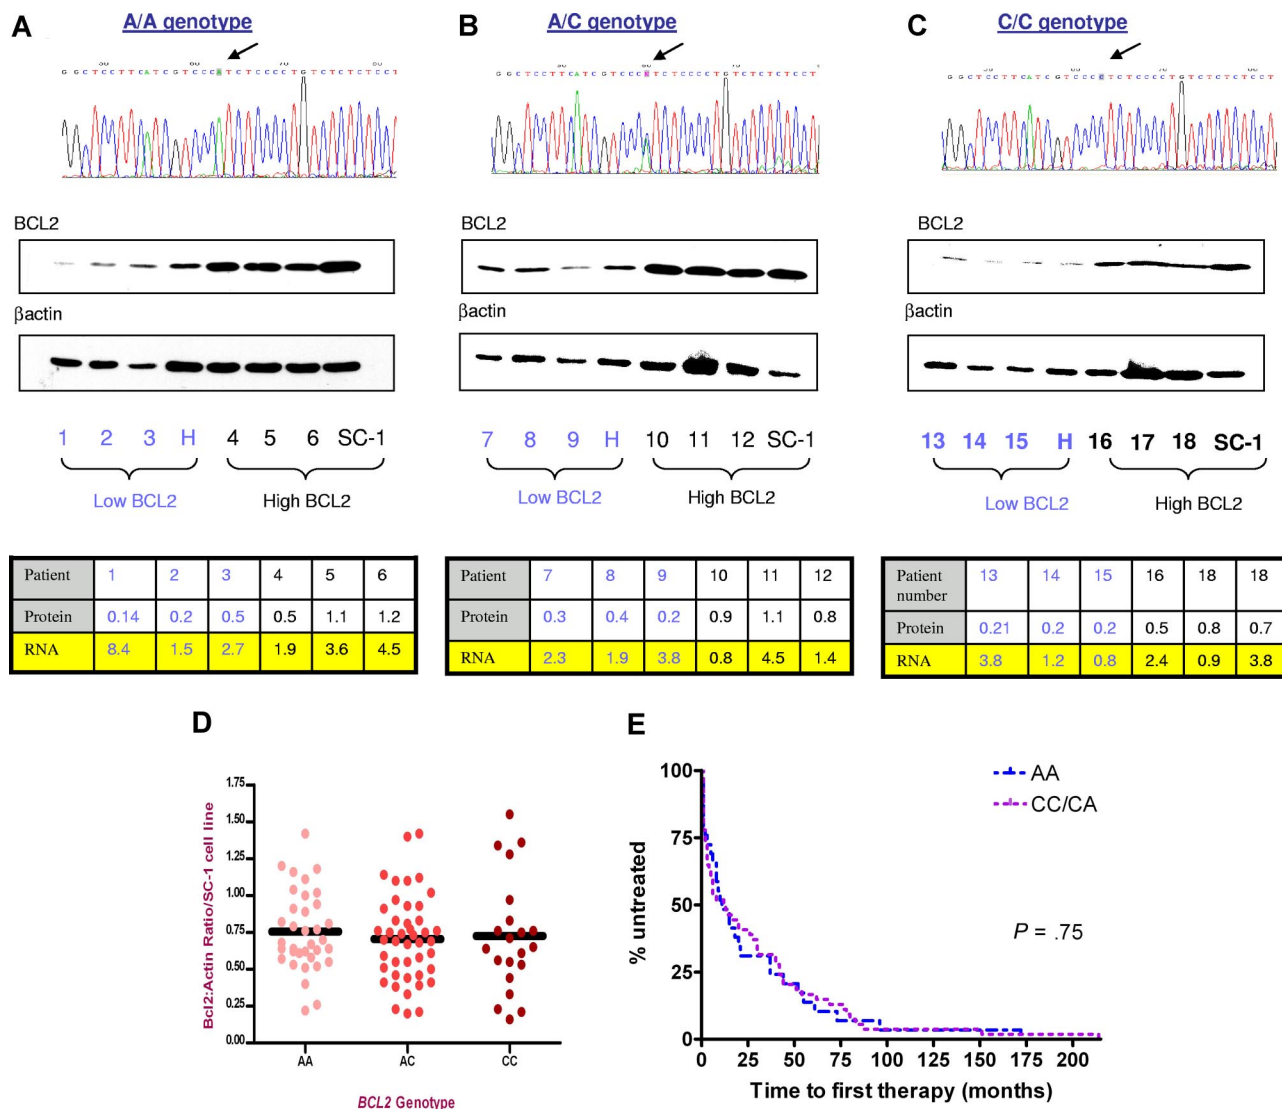 A
A/A genotype
G G C T C C T T C A T C G T C C C A T C T C C C C T G T C T C T C T C C T
BCL2
βactin
1 2 3 H 4 5 6 SC-1
Low BCL2 High BCL2
Patient 1 2 3 4 5 6
Protein 0.14 0.2 0.5 0.5 1.1 1.2
RNA 8.4 1.5 2.7 1.9 3.6 4.5
B
A/C genotype
BCL2
βactin
7 8 9 H 10 11 12 SC-1
Low BCL2 High BCL2
Patient 7 8 9 10 11 12
Protein 0.3 0.4 0.2 0.9 1.1 0.8
RNA 2.3 1.9 3.8 0.8 4.5 1.4
C
C/C genotype
BCL2
βactin
13 14 15 H 16 17 18 SC-1
Low BCL2 High BCL2
Patient number 13 14 15 16 18 18
Protein 0.21 0.2 0.2 0.5 0.8 0.7
RNA 3.8 1.2 0.8 2.4 0.9 3.8
D
Bcl2:Actin Ratio/SC-1 cell line
1.75
1.50
1.25
1.00
0.75
0.50
0.25
0.00
AA AC CC
BCL2 Genotype
E
% untreated
100
75
50
25
0
AA
CC/CA
P = .75
0 25 50 75 100 125 150 175 200
Time to first therapy (months)